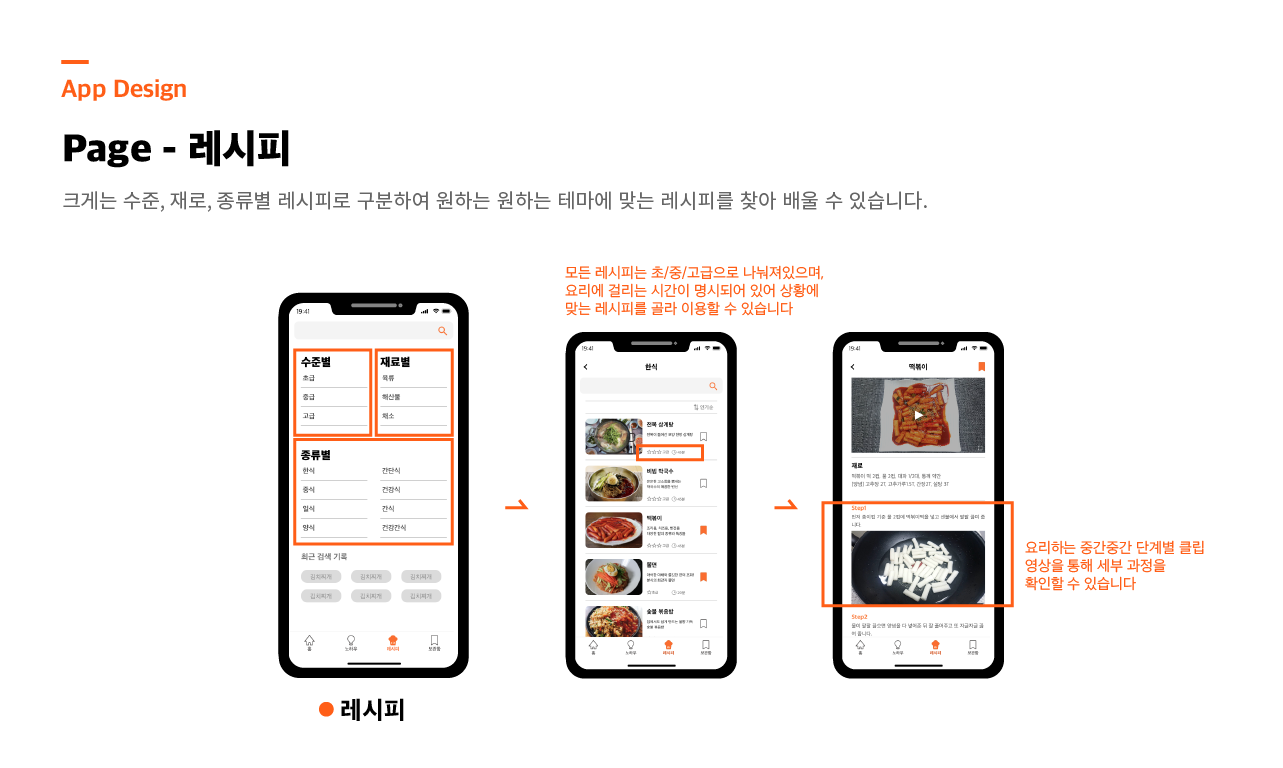 App Design
Page - 레시피
크게는 수준, 재로, 종류별 레시피로 구분하여 원하는 원하는 테마에 맞는 레시피를 찾아 배울 수 있습니다.
19:41
수준별
초급
중급
고급
재료별
육류
해산물
채소
종류별
한식
중식
일식
양식
간단식
건강식
간식
건강간식
최근 검색 기록
김치찌개 김치찌개 김치찌개
김치찌개 김치찌개 김치찌개
홈 노하우 레시피 보관함
레시피
모든 레시피는 초/중/고급으로 나눠져있으며,
요리에 걸리는 시간이 명시되어 있어 상황에
맞는 레시피를 골라 이용할 수 있습니다
19:41
한식
인기순
전복 삼계탕
비빔 막국수
떡볶이
물면
숯불 볶음밥
홈 노하우 레시피 보관함
19:41
떡볶이
재료
Step1
Step2
홈 노하우 레시피 보관함
요리하는 중간중간 단계별 클립
영상을 통해 세부 과정을
확인할 수 있습니다